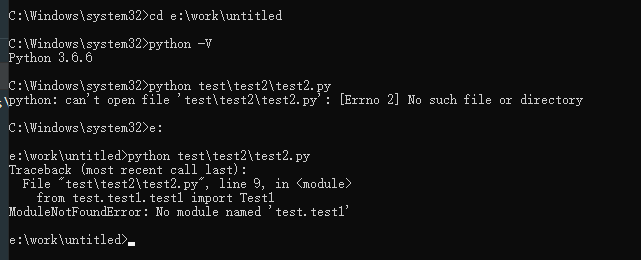 C:\Windows\system32>cd e:\work\untitled
C:\Windows\system32>python -V
Python 3.6.6
C:\Windows\system32>python test\test2\test2.py
python: can't open file 'test\test2\test2.py': [Errno 2] No such file or directory
C:\Windows\system32>e:
e:\work\untitled>python test\test2\test2.py
Traceback (most recent call last):
  File "test\test2\test2.py", line 9, in <module>
    from test.test1.test1 import Test1
ModuleNotFoundError: No module named 'test.test1'
e:\work\untitled>